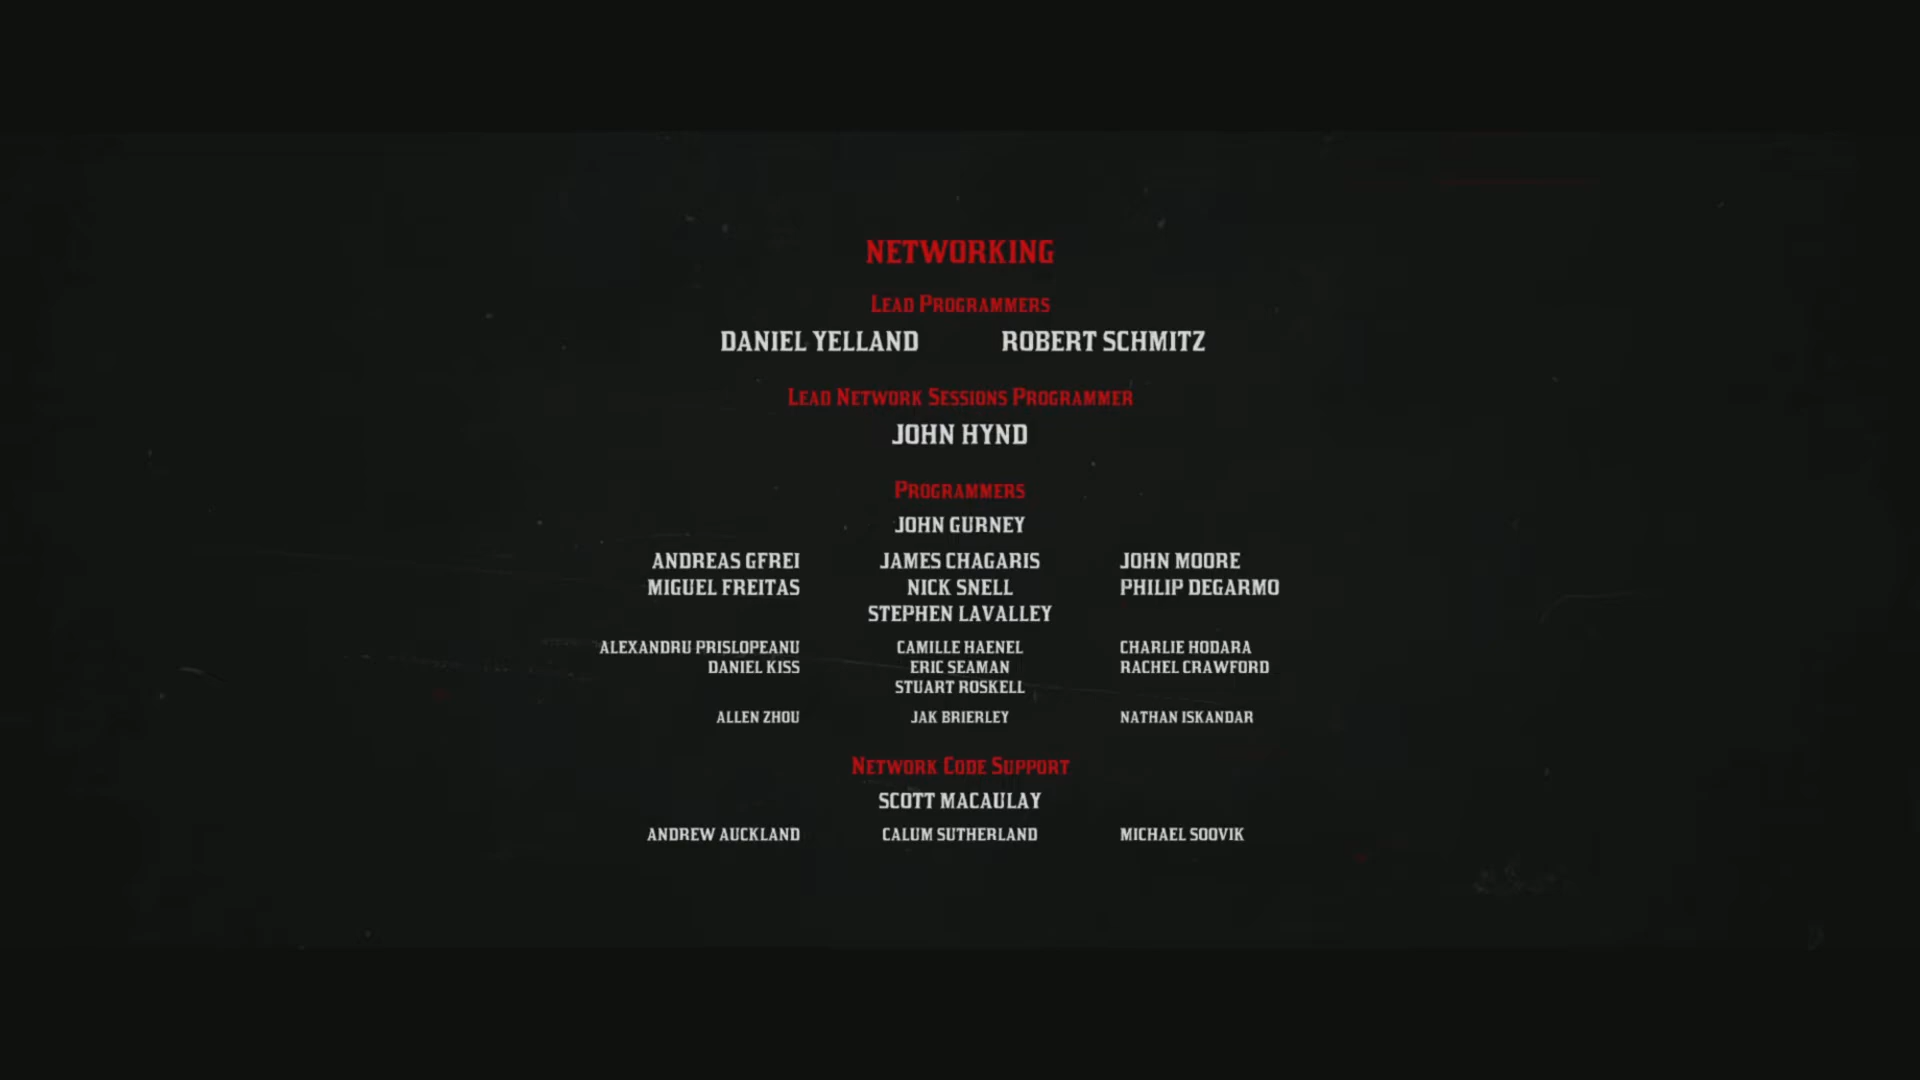 NETWORKING
LEAD PROGRAMMERS
DANIEL YELLAND ROBERT SCHMITZ
LEAD NETWORK SESSIONS PROGRAMMER
JOHN HYND
PROGRAMMERS
JOHN GURNEY
ANDREAS GFREI JAMES CHAGARIS JOHN MOORE
MIGUEL FREITAS NICK SNELL PHILIP DEGARMO
STEPHEN LAVALLEY
ALEXANDRU PRISLOPEANU CAMILLE HAENEL CHARLIE HODARA
DANIEL KISS ERIC SEAMAN RACHEL CRAWFORD
STUART ROSKELL
ALLEN ZHOU JAK BRIERLEY NATHAN ISKANDAR
NETWORK CODE SUPPORT
SCOTT MACAULAY
ANDREW AUCKLAND CALUM SUTHERLAND MICHAEL SOOVIK